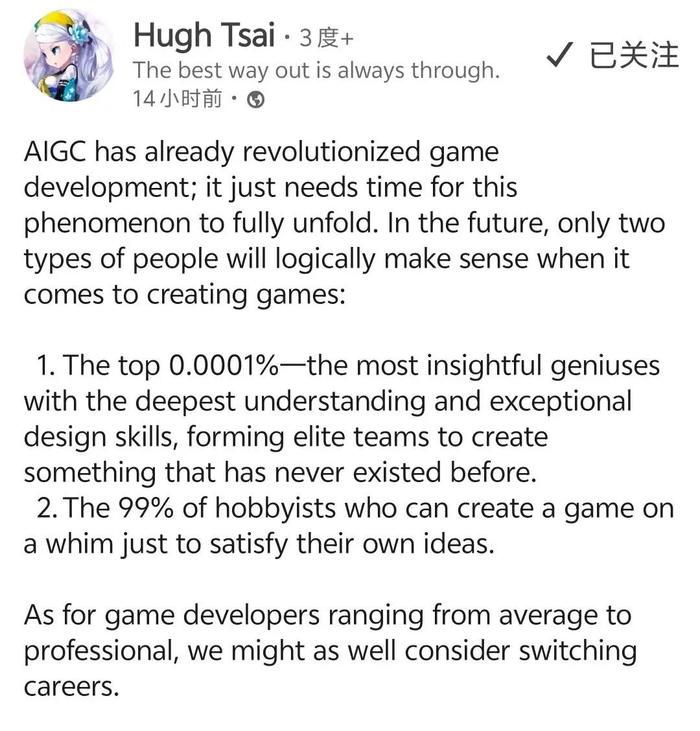 Hugh Tsai · 3 度+
✓ 已关注
The best way out is always through.
14小时前 ·
AIGC has already revolutionized game
development; it just needs time for this
phenomenon to fully unfold. In the future, only two
types of people will logically make sense when it
comes to creating games:
1. The top 0.0001%—the most insightful geniuses
with the deepest understanding and exceptional
design skills, forming elite teams to create
something that has never existed before.
2. The 99% of hobbyists who can create a game on
a whim just to satisfy their own ideas.
As for game developers ranging from average to
professional, we might as well consider switching
careers.